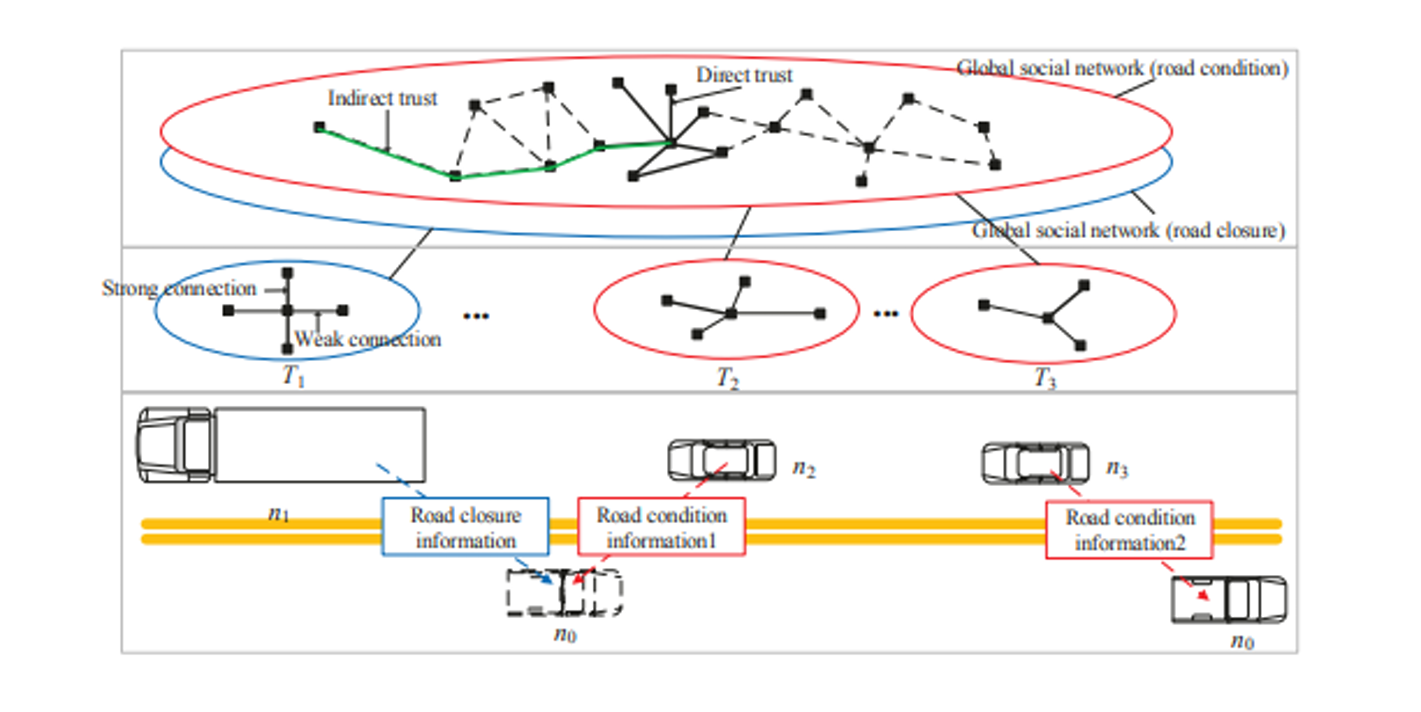 Global social network (road condition)
Direct trust
Indirect trust
Global social network (road closure)
Strong connection
Weak connection
...
...
T1
T2
T3
n2
n3
n1
Road closure
information
Road condition
information1
Road condition
information2
n0
n0